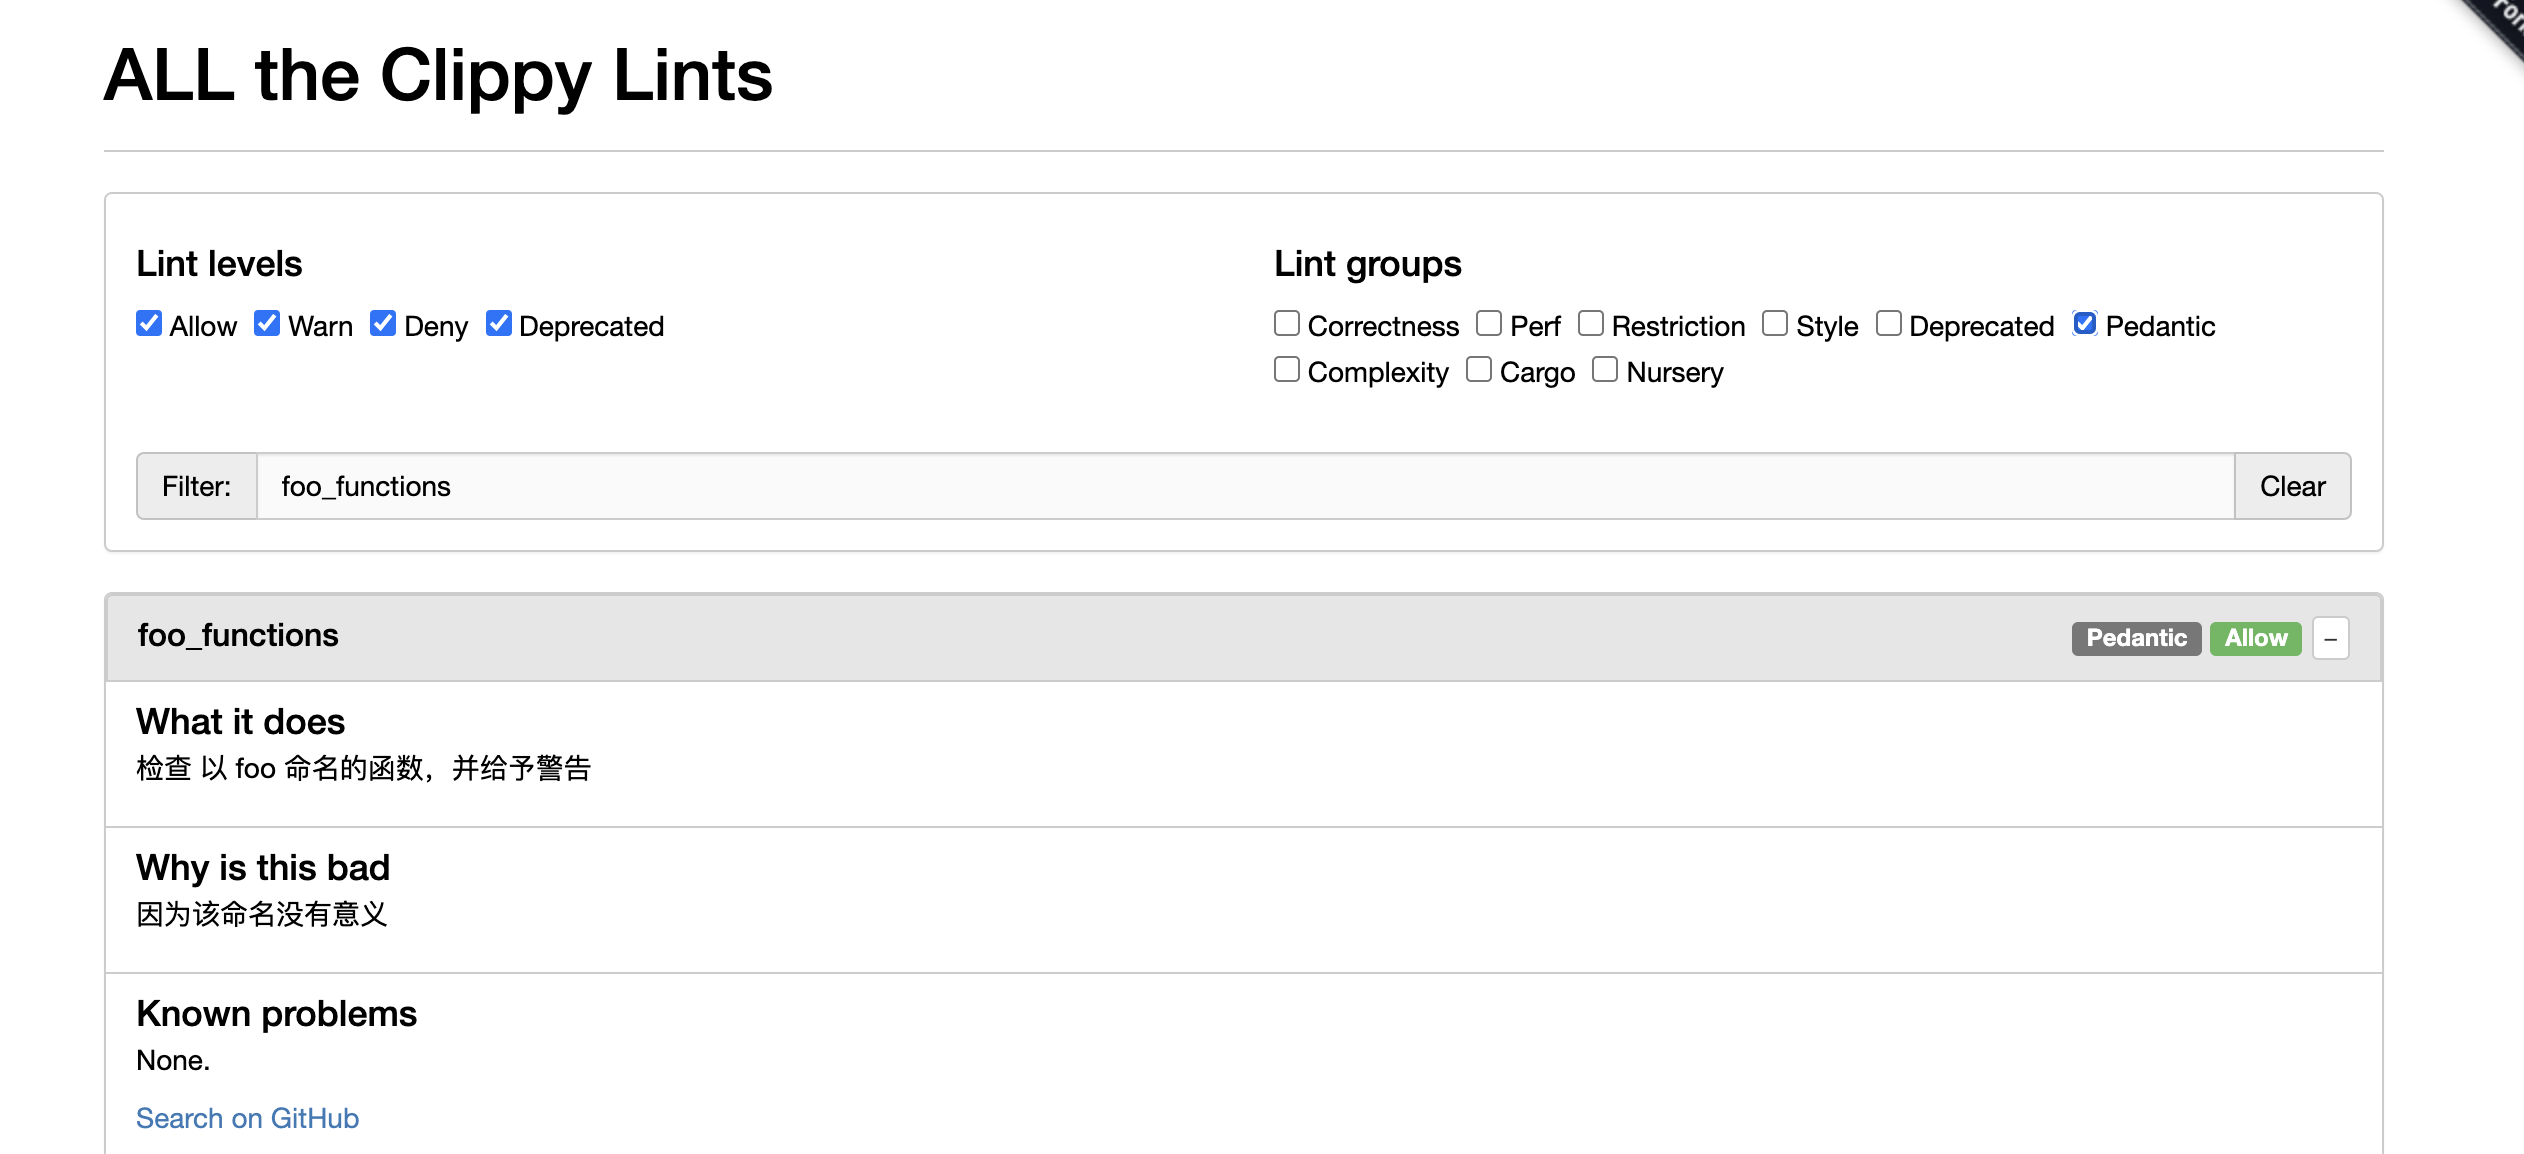 ALL the Clippy Lints
Lint levels
Allow Warn Deny Deprecated
Lint groups
Correctness Perf Restriction Style Deprecated Pedantic
Complexity Cargo Nursery
Filter: foo_functions Clear
foo_functions Pedantic Allow –
What it does
检查 以 foo 命名的函数，并给予警告
Why is this bad
因为该命名没有意义
Known problems
None.
Search on GitHub